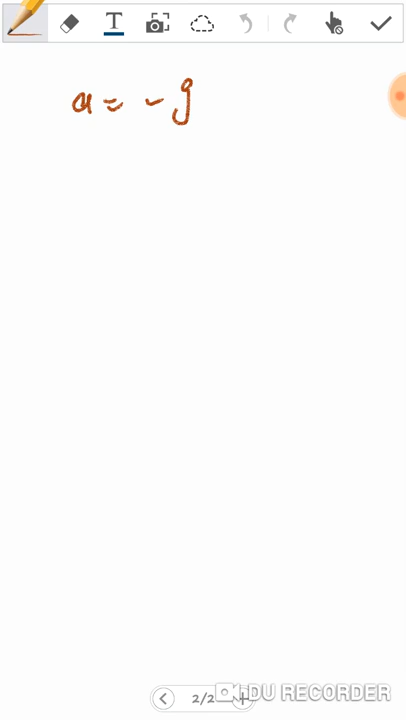 T
a = -g
2/2
DU RECORDER